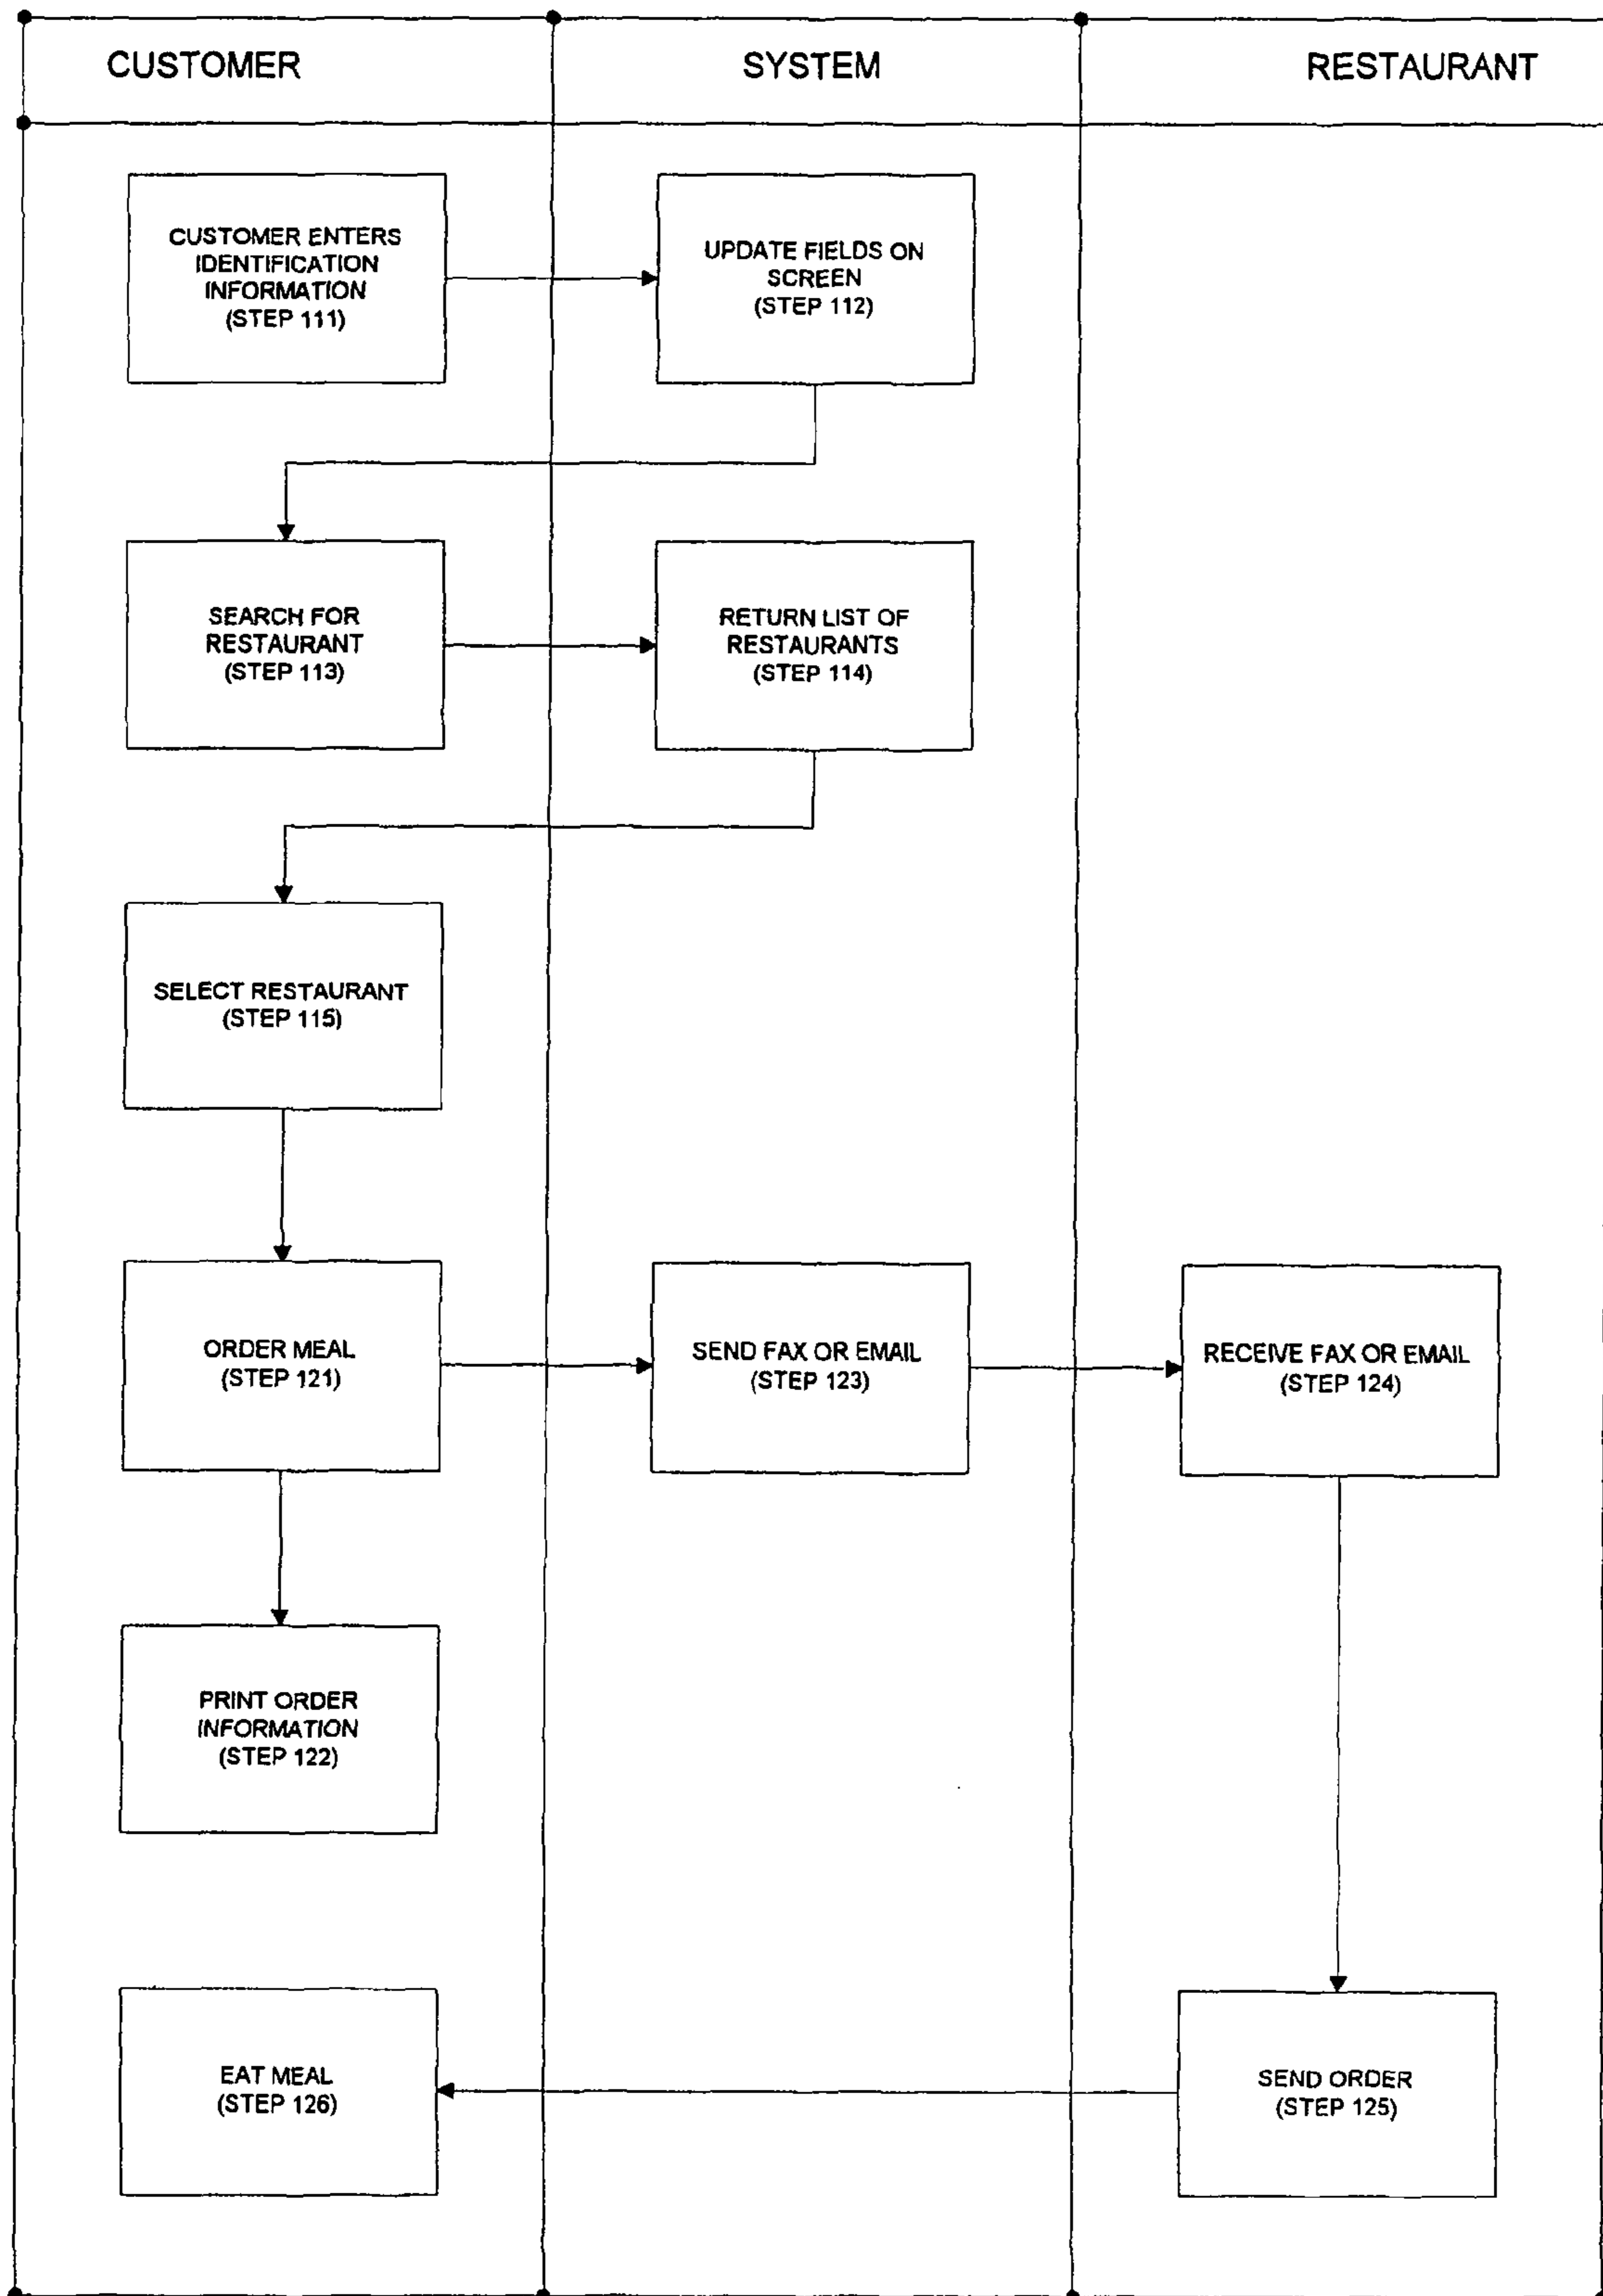 CUSTOMER
SYSTEM
RESTAURANT
CUSTOMER ENTERS
IDENTIFICATION
INFORMATION
(STEP 111)
UPDATE FIELDS ON
SCREEN
(STEP 112)
SEARCH FOR
RESTAURANT
(STEP 113)
RETURN LIST OF
RESTAURANTS
(STEP 114)
SELECT RESTAURANT
(STEP 115)
ORDER MEAL
(STEP 121)
SEND FAX OR EMAIL
(STEP 123)
RECEIVE FAX OR EMAIL
(STEP 124)
PRINT ORDER
INFORMATION
(STEP 122)
EAT MEAL
(STEP 126)
SEND ORDER
(STEP 125)